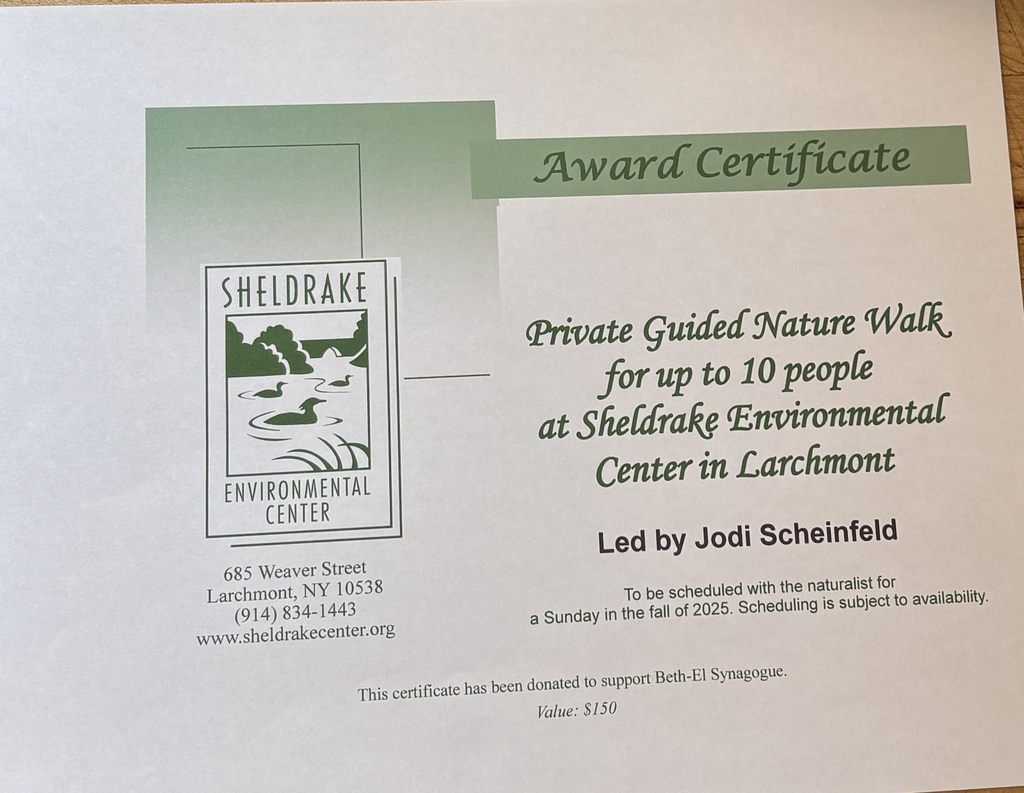 Award Certificate
SHELDRAKE
ENVIRONMENTAL
CENTER
685 Weaver Street
Larchmont, NY 10538
(914) 834-1443
www.sheldrakecenter.org
Private Guided Nature Walk
for up to 10 people
at Sheldrake Environmental
Center in Larchmont
Led by Jodi Scheinfeld
To be scheduled with the naturalist for
a Sunday in the fall of 2025. Scheduling is subject to availability.
This certificate has been donated to support Beth-El Synagogue.
Value: $150